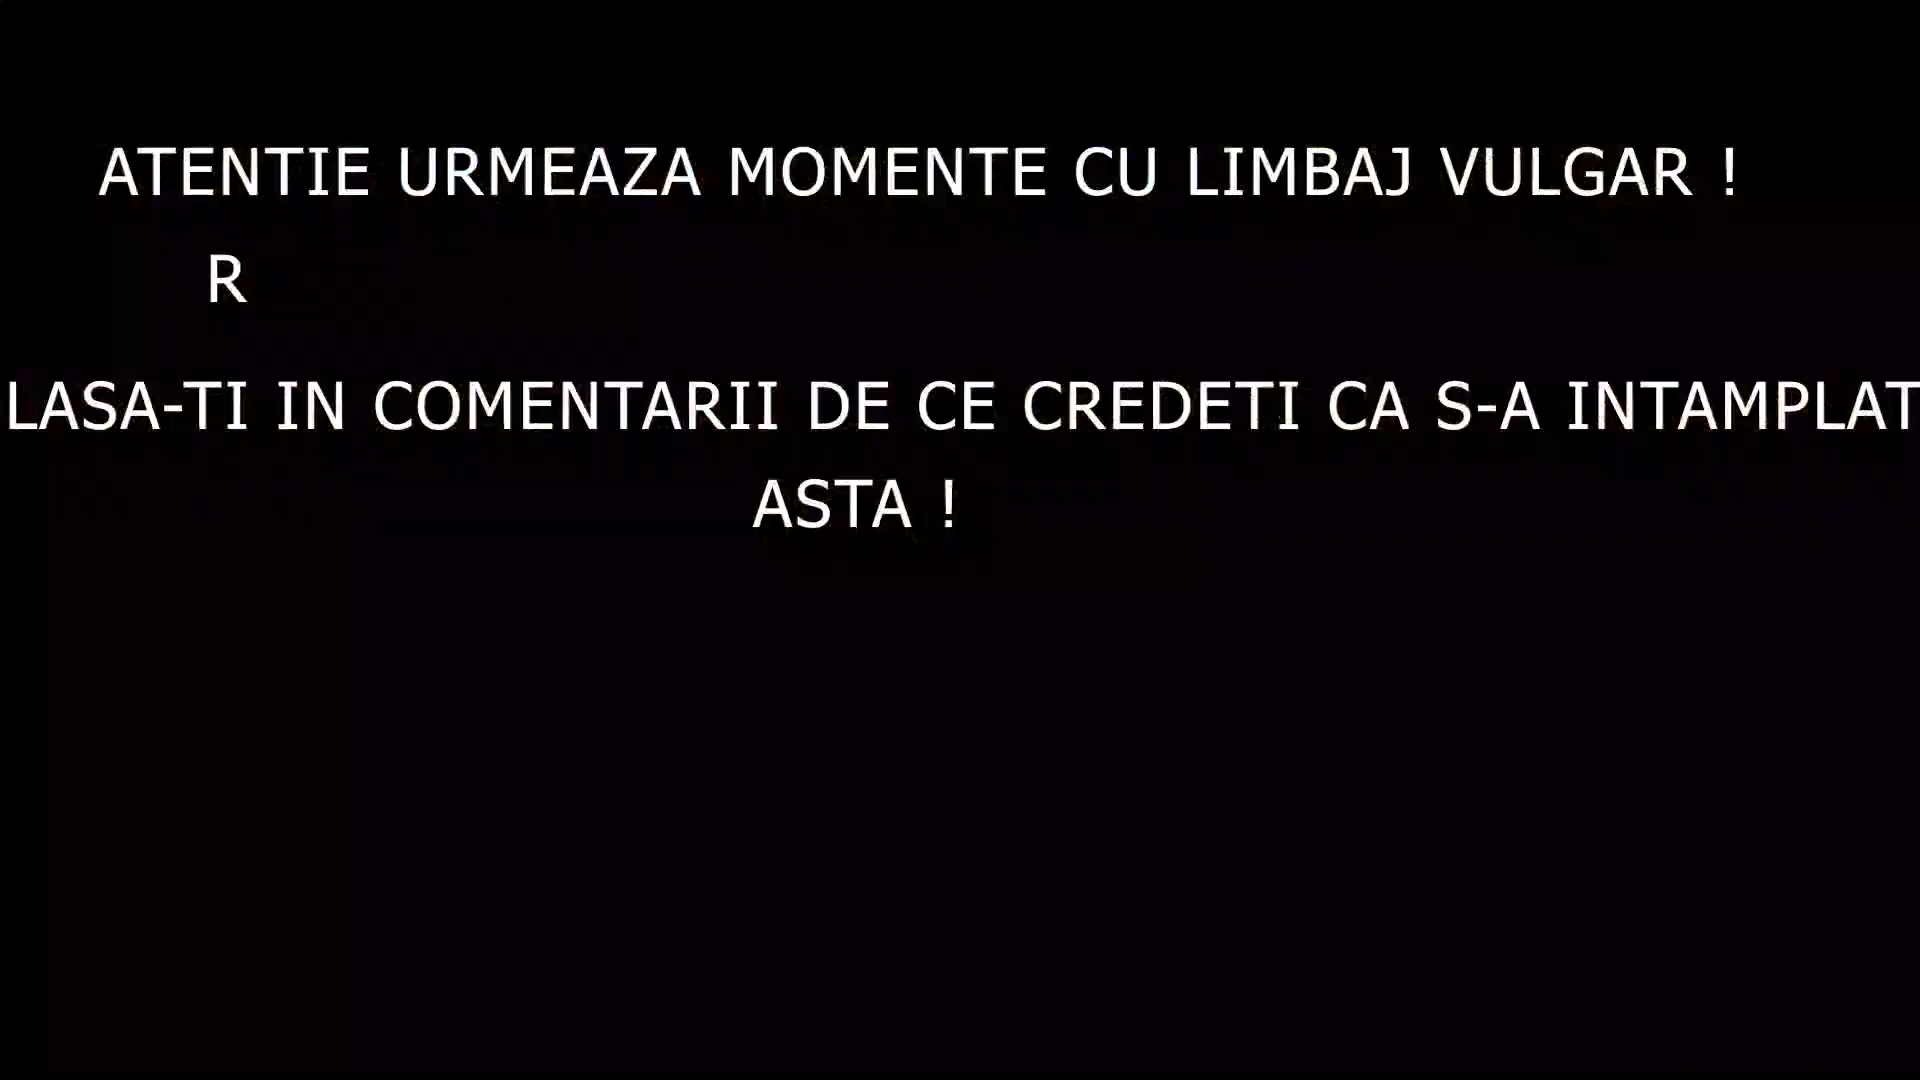 ATENTIE URMEAZA MOMENTE CU LIMBAJ VULGAR !
R
LASA-TI IN COMENTARII DE CE CREDETI CA S-A INTAMPLAT
ASTA !